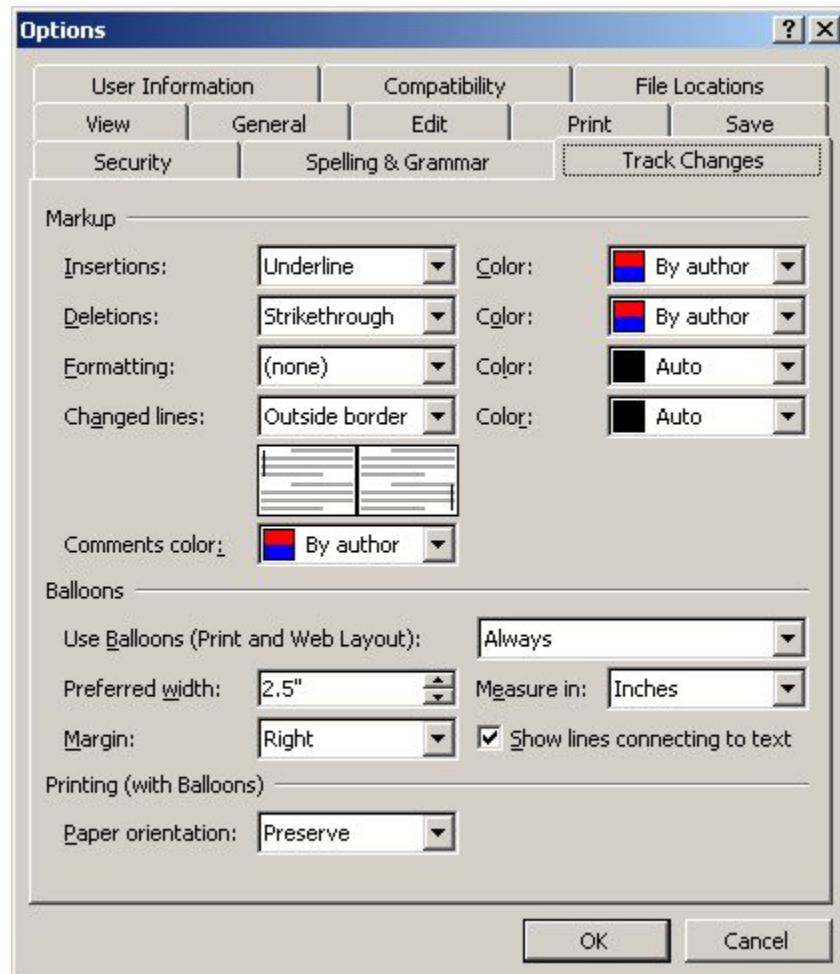 Options
User Information Compatibility File Locations
View General Edit Print Save
Security Spelling & Grammar Track Changes
Markup
Insertions: Underline Color: By author
Deletions: Strikethrough Color: By author
Formatting: (none) Color: Auto
Changed lines: Outside border Color: Auto
Comments color: By author
Balloons
Use Balloons (Print and Web Layout): Always
Preferred width: 2.5" Measure in: Inches
Margin: Right Show lines connecting to text
Printing (with Balloons)
Paper orientation: Preserve
OK Cancel